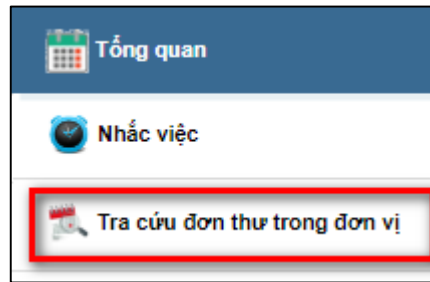 Tổng quan
Nhắc việc
Tra cứu đơn thư trong đơn vị